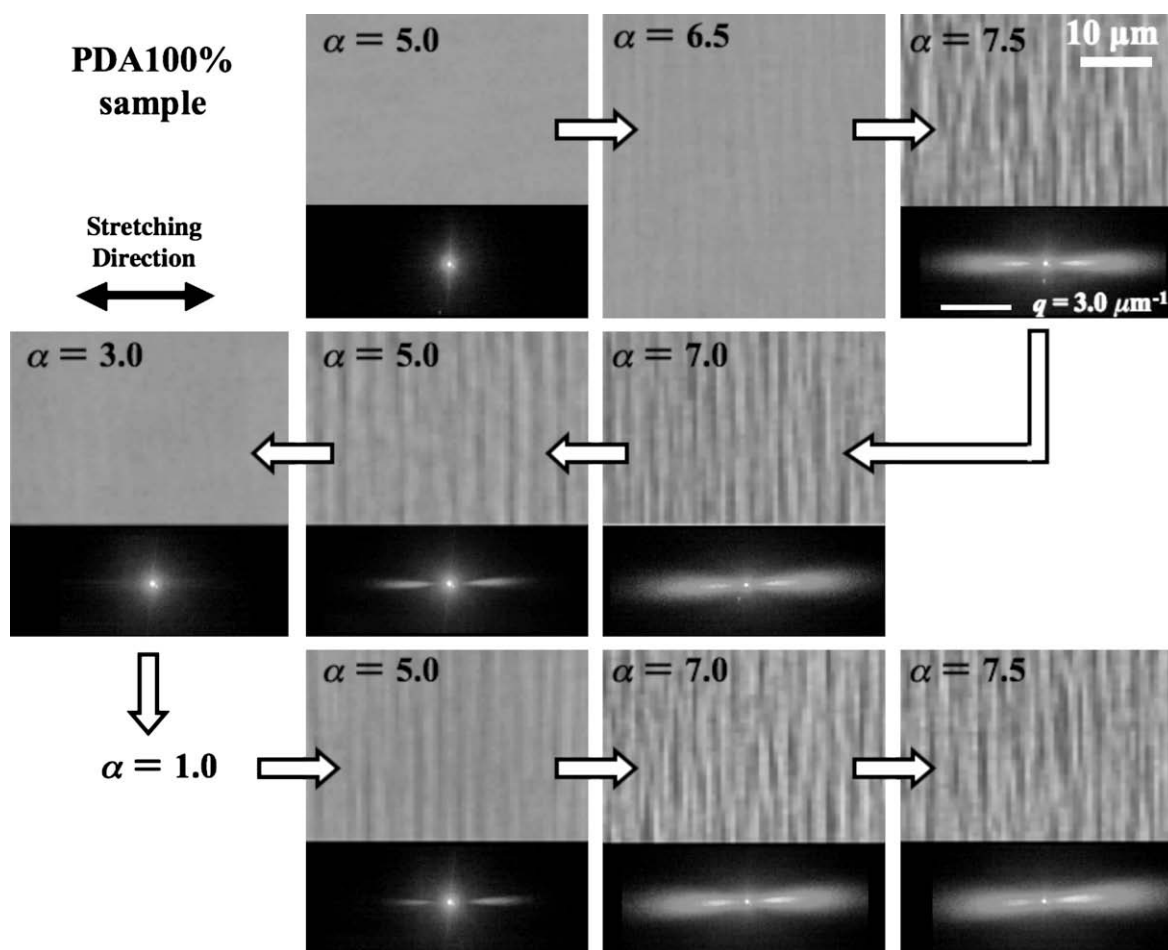 PDA100%
sample
α = 5.0
α = 6.5
α = 7.5
10 μm
Stretching
Direction
q = 3.0 μm⁻¹
α = 3.0
α = 5.0
α = 7.0
α = 1.0
α = 5.0
α = 7.0
α = 7.5